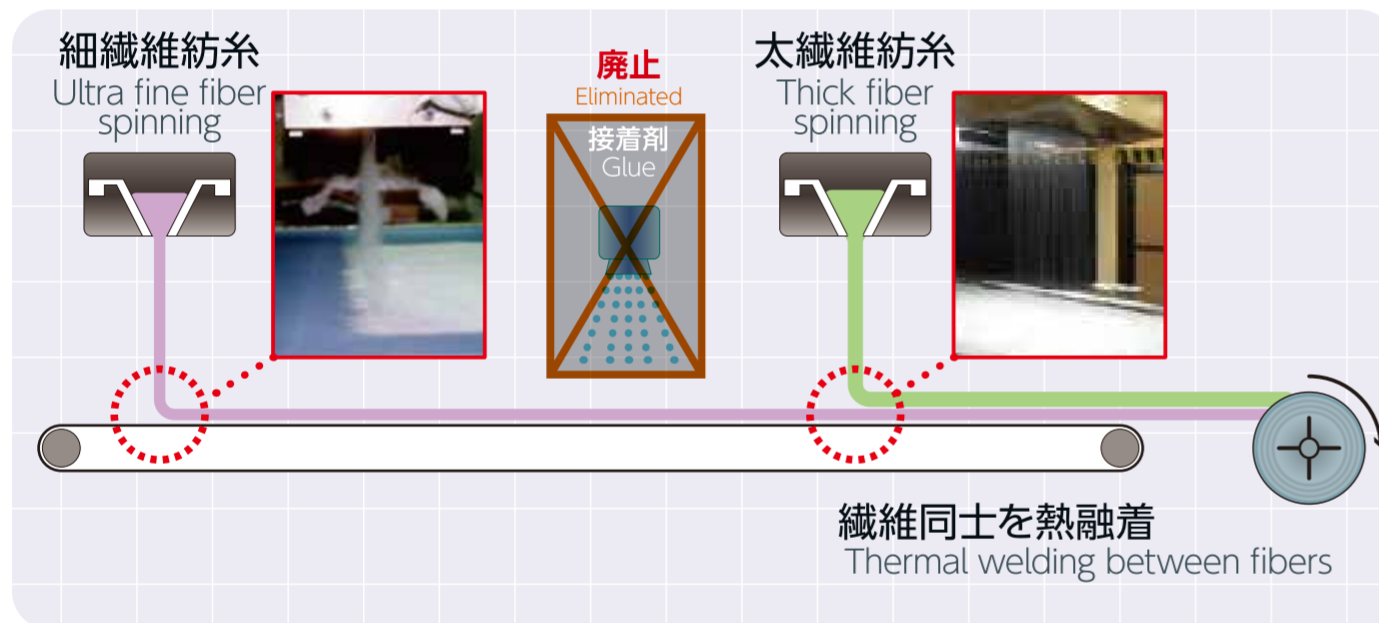 細繊維紡糸
Ultra fine fiber
spinning
廃止
Eliminated
接着剤
Glue
太繊維紡糸
Thick fiber
spinning
繊維同士を熱融着
Thermal welding between fibers